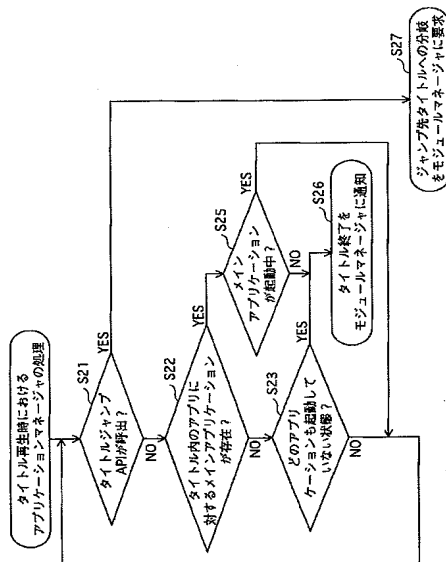 タイトル再生時における
アプリケーションマネージャの処理
S21
タイトルジャンプ
APIが呼出?
YES
NO
S22
タイトル内のアプリに
対するメインアプリケーション
が存在?
YES
NO
S25
メイン
アプリケーション
が起動中?
YES
NO
S23
どのアプリ
ケーションも起動して
いない状態?
YES
NO
S26
タイトル終了を
モジュールマネージャに通知
S27
ジャンプ先タイトルへの分岐
をモジュールマネージャに要求